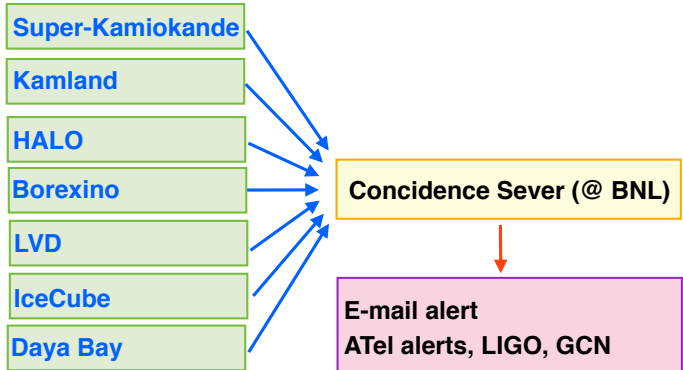 Super-Kamiokande
Kamland
HALO
Borexino
LVD
IceCube
Daya Bay
Concidence Sever (@ BNL)
E-mail alert
ATel alerts, LIGO, GCN